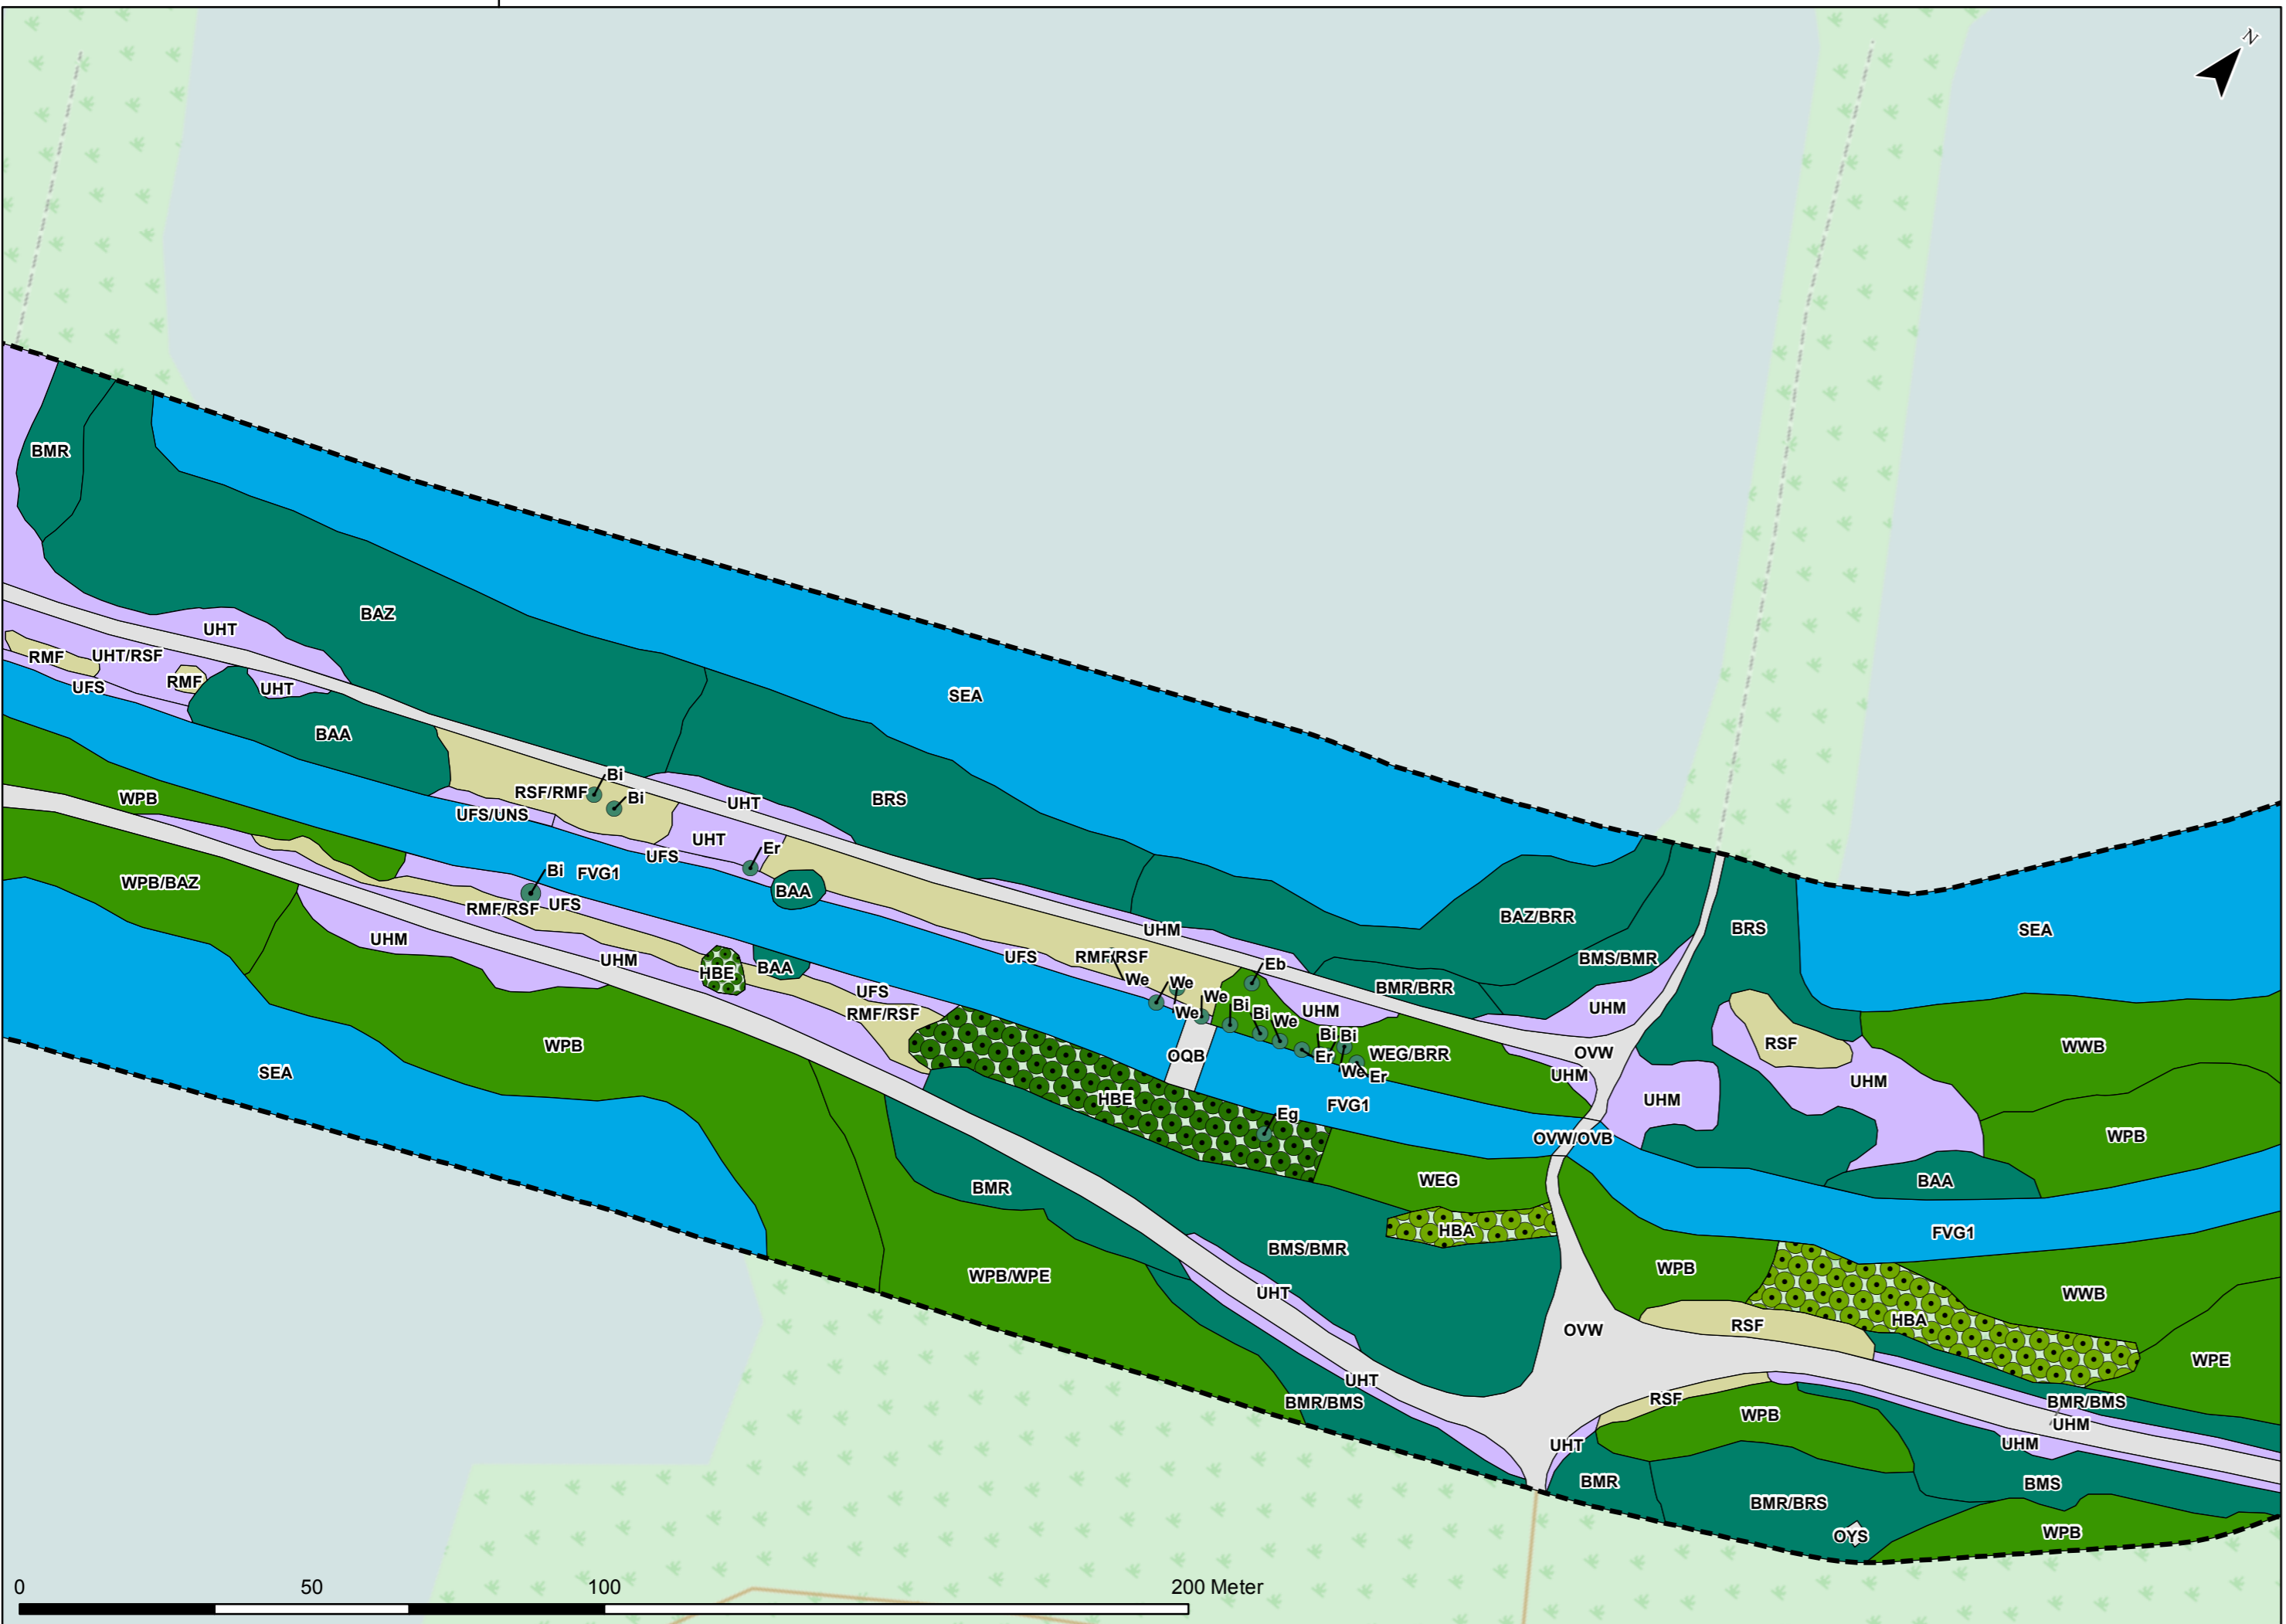 N
BMR
BAZ
UHT
RMF
UHT/RSF
UFS
RMF
UHT
SEA
BAA
Bi
RSF/RMF
Bi
WPB
UFS/UNS
UHT
BRS
UHT
Er
UFS
Bi
FVG1
WPB/BAZ
BAA
RMF/RSF
UFS
BAZ/BRR
BRS
SEA
UHM
UHM
UHM
UFS
RMF/RSF
BMS/BMR
HBE
BAA
Eb
We
We
BMR/BRR
UFS
We
Bi
UHM
UHM
RMF/RSF
We
Bi
We
Bi
Bi
RSF
WPB
OQB
Er
WEG/BRR
OVW
WWB
SEA
We
Er
UHM
UHM
HBE
FVG1
UHM
Eg
OVW/OVB
WPB
BMR
WEG
BAA
HBA
FVG1
BMS/BMR
WPB/WPE
WPB
UHT
WWB
RSF
HBA
OVW
WPE
UHT
BMR/BMS
RSF
BMR/BMS
WPB
UHM
UHT
UHM
BMR
BMS
BMR/BRS
OYS
WPB
0
50
100
200 Meter